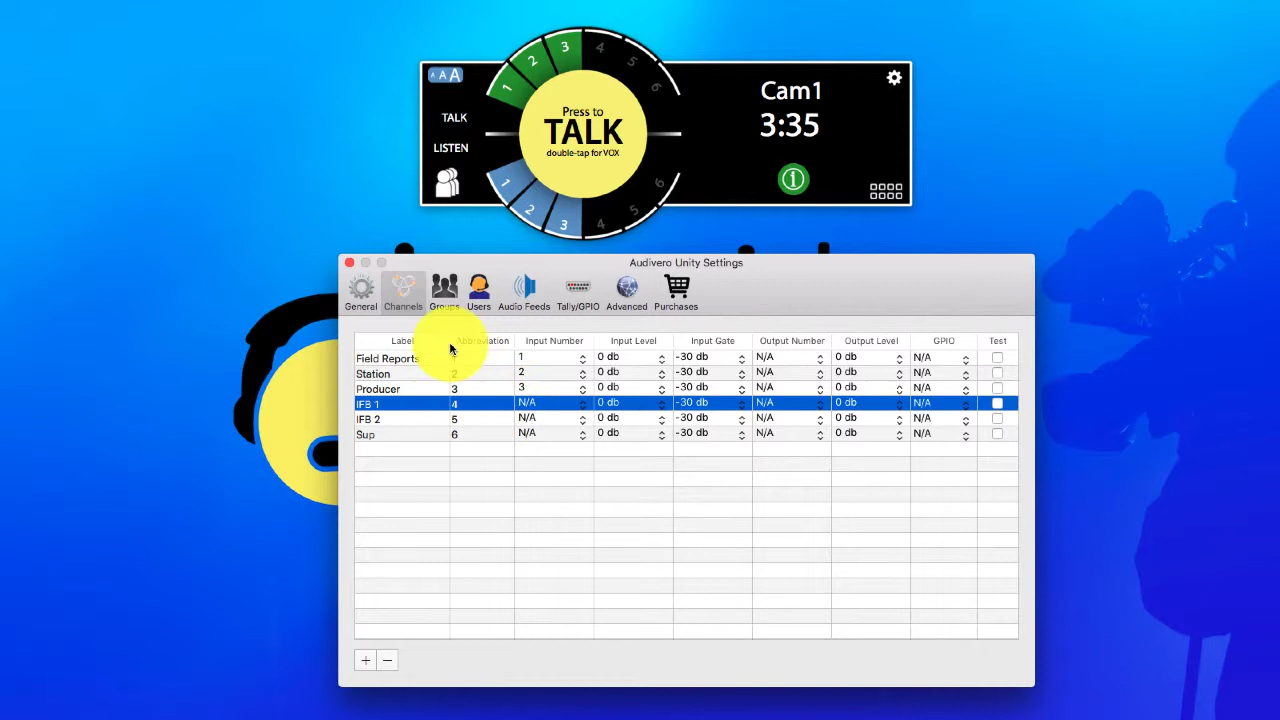 A A A
TALK
LISTEN
1 2 3 4 5 6
Press to
TALK
double-tap for VOX
1 2 3 4 5 6
Cam1
3:35
i
Audivero Unity Settings
General Channels Groups Users Audio Feeds Tally/GPIO Advanced Purchases
Label Abbreviation Input Number Input Level Input Gate Output Number Output Level GPIO Test
Field Reports 1 0 db -30 db N/A 0 db N/A
Station 2 2 0 db -30 db N/A 0 db N/A
Producer 3 3 0 db -30 db N/A 0 db N/A
IFB 1 4 N/A 0 db -30 db N/A 0 db N/A
IFB 2 5 N/A 0 db -30 db N/A 0 db N/A
Sup 6 N/A 0 db -30 db N/A 0 db N/A
+ −